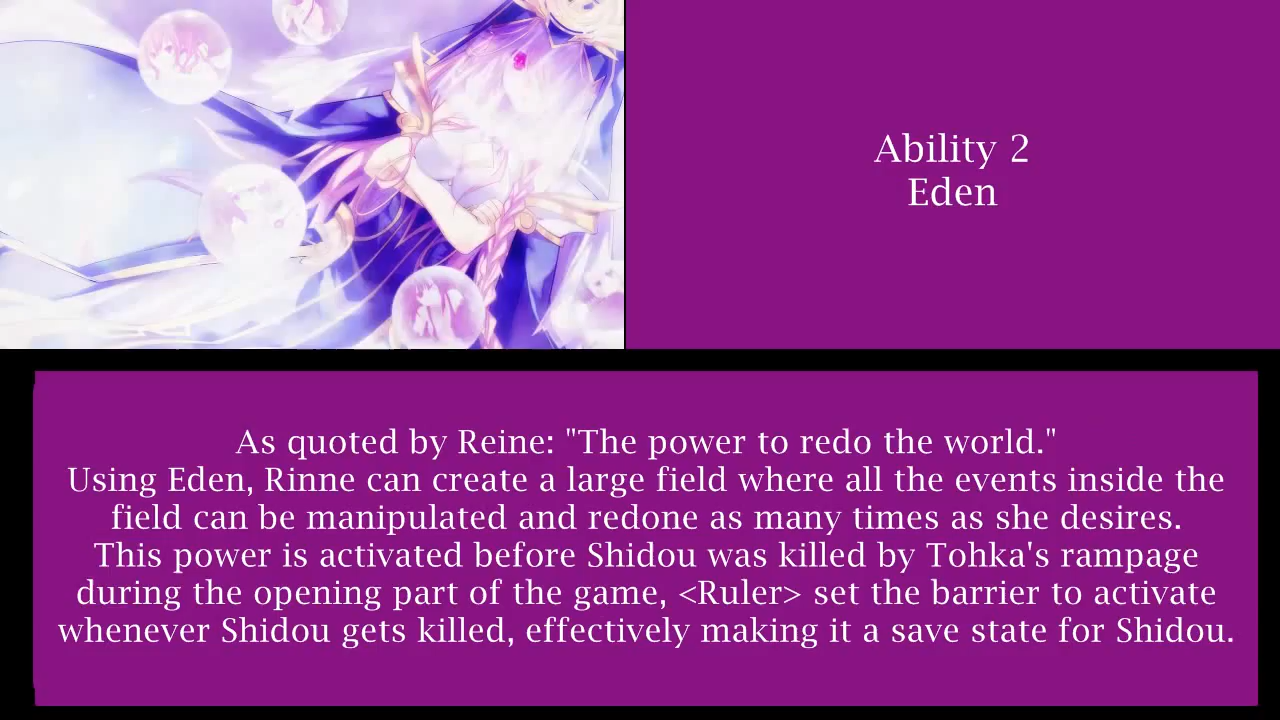 Ability 2
Eden
As quoted by Reine: "The power to redo the world."
Using Eden, Rinne can create a large field where all the events inside the
field can be manipulated and redone as many times as she desires.
This power is activated before Shidou was killed by Tohka's rampage
during the opening part of the game, <Ruler> set the barrier to activate
whenever Shidou gets killed, effectively making it a save state for Shidou.